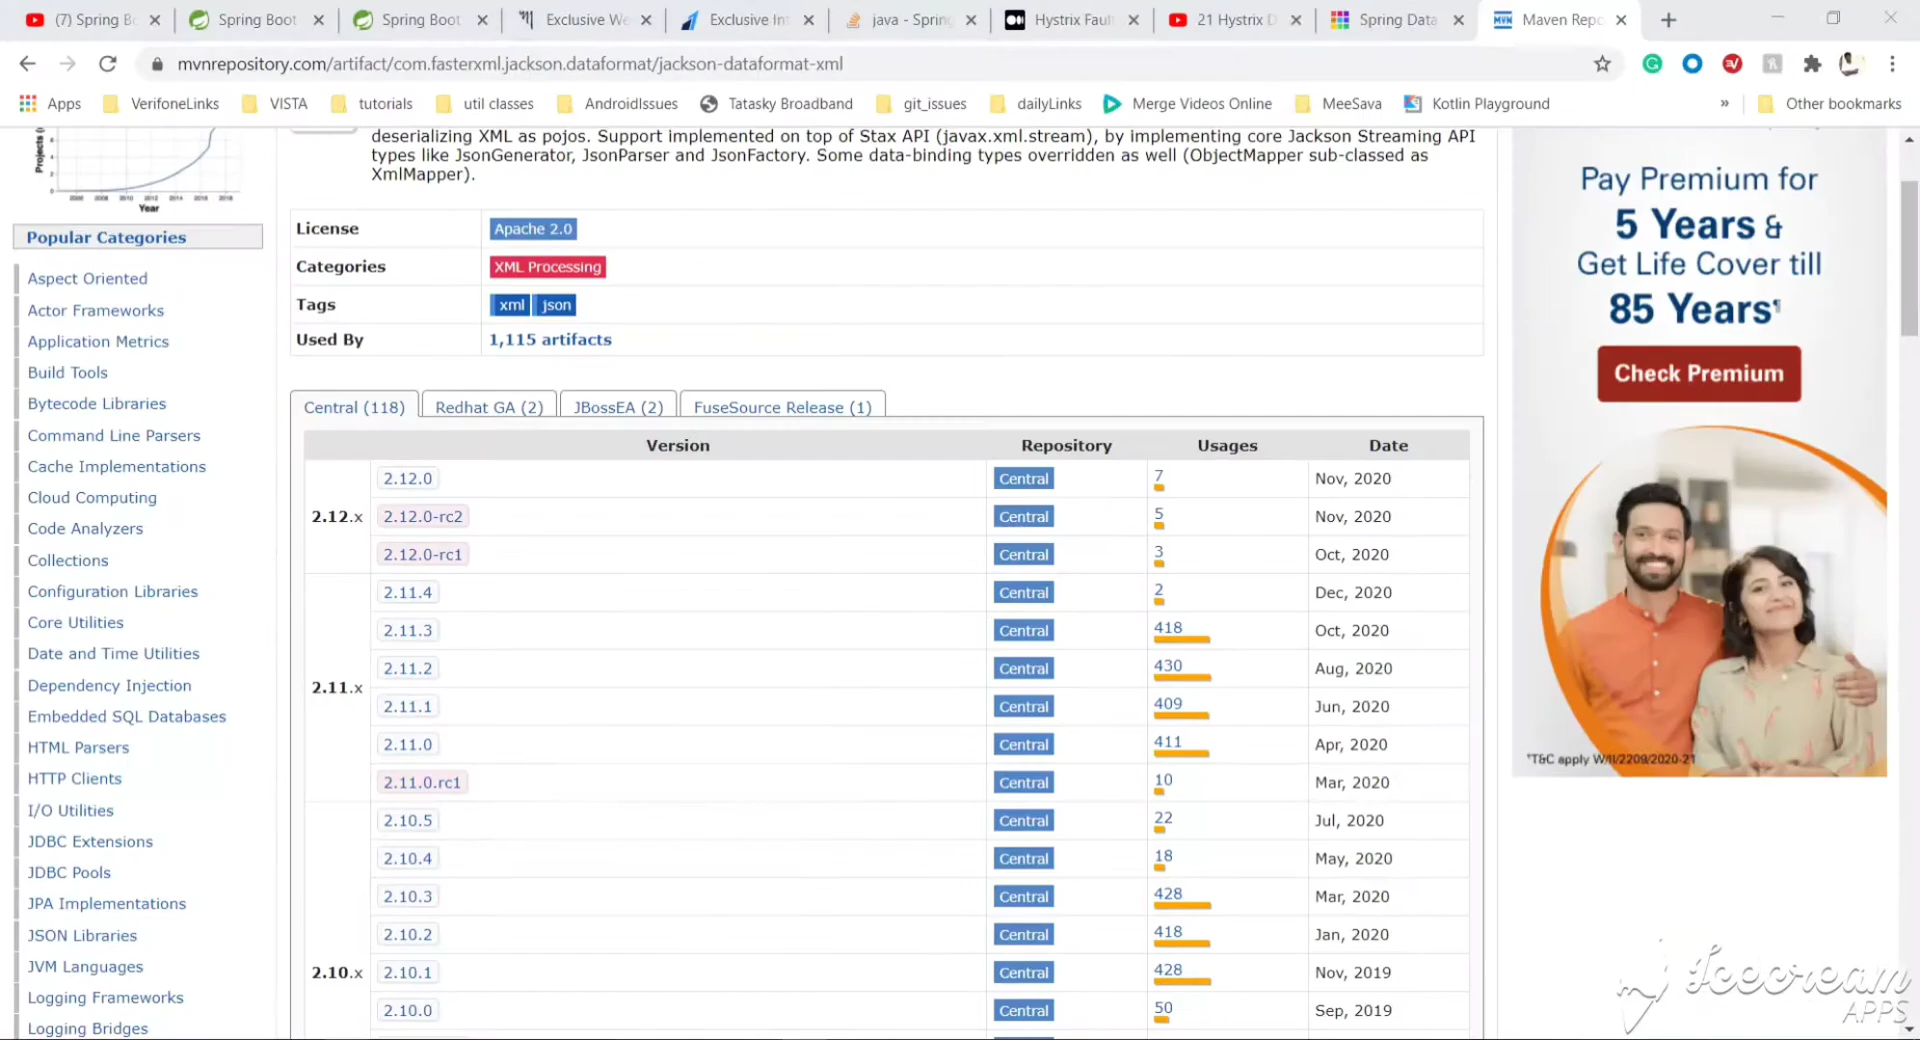 (7) Spring Bo
Spring Boot
Spring Boot
Exclusive We
Exclusive Int
java - Spring
Hystrix Faul
21 Hystrix D
Spring Data
Maven Repo
mvnrepository.com/artifact/com.fasterxml.jackson.dataformat/jackson-dataformat-xml
Apps
VerifoneLinks
VISTA
tutorials
util classes
AndroidIssues
Tatasky Broadband
git_issues
dailyLinks
Merge Videos Online
MeeSava
Kotlin Playground
»
Other bookmarks
Year
Popular Categories
Aspect Oriented
Actor Frameworks
Application Metrics
Build Tools
Bytecode Libraries
Command Line Parsers
Cache Implementations
Cloud Computing
Code Analyzers
Collections
Configuration Libraries
Core Utilities
Date and Time Utilities
Dependency Injection
Embedded SQL Databases
HTML Parsers
HTTP Clients
I/O Utilities
JDBC Extensions
JDBC Pools
JPA Implementations
JSON Libraries
JVM Languages
Logging Frameworks
Logging Bridges
deserializing XML as pojos. Support implemented on top of Stax API (javax.xml.stream), by implementing core Jackson Streaming API
types like JsonGenerator, JsonParser and JsonFactory. Some data-binding types overridden as well (ObjectMapper sub-classed as
XmlMapper).
License Apache 2.0
Categories XML Processing
Tags xml json
Used By 1,115 artifacts
Central (118) Redhat GA (2) JBossEA (2) FuseSource Release (1)
Version Repository Usages Date
2.12.x
2.12.0 Central 7 Nov, 2020
2.12.0-rc2 Central 5 Nov, 2020
2.12.0-rc1 Central 3 Oct, 2020
2.11.x
2.11.4 Central 2 Dec, 2020
2.11.3 Central 418 Oct, 2020
2.11.2 Central 430 Aug, 2020
2.11.1 Central 409 Jun, 2020
2.11.0 Central 411 Apr, 2020
2.11.0.rc1 Central 10 Mar, 2020
2.10.x
2.10.5 Central 22 Jul, 2020
2.10.4 Central 18 May, 2020
2.10.3 Central 428 Mar, 2020
2.10.2 Central 418 Jan, 2020
2.10.1 Central 428 Nov, 2019
2.10.0 Central 50 Sep, 2019
Pay Premium for
5 Years &
Get Life Cover till
85 Years¶
Check Premium
*T&C apply W/II/2209/2020-21
Icecream
APPS